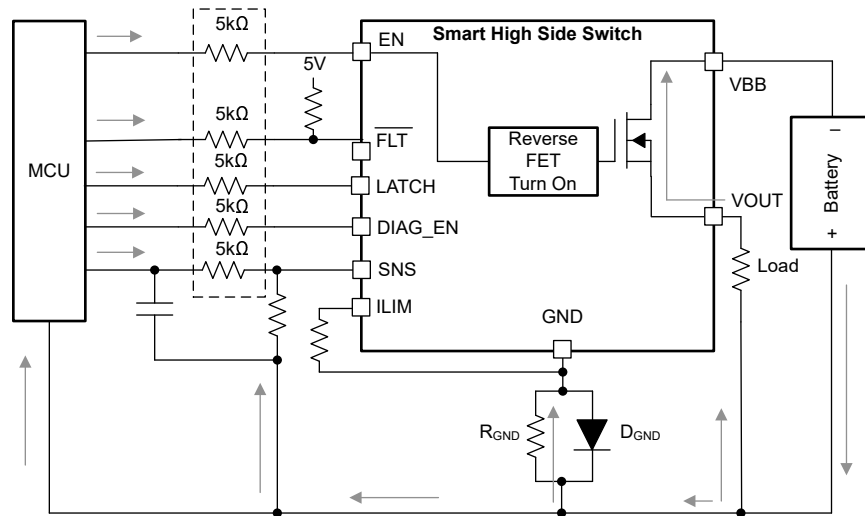 5kΩ
Smart High Side Switch
EN
5V
VBB
5kΩ
FLT
Reverse
FET
Turn On
MCU
5kΩ
LATCH
VOUT
Battery
–
+
5kΩ
DIAG_EN
5kΩ
SNS
Load
ILIM
GND
RGND
DGND